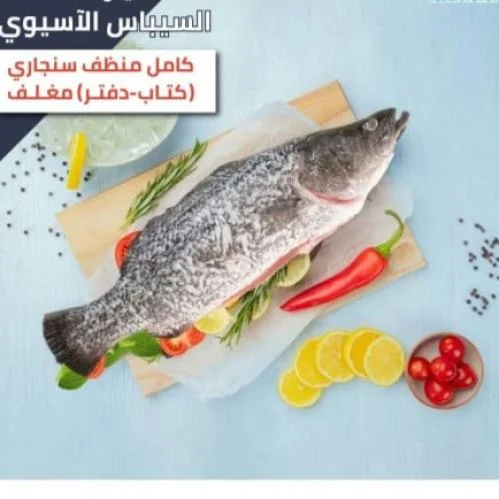 السيباس الآسيوي
كامل منظف سنجاري
(كتاب-دفتر) مغلف